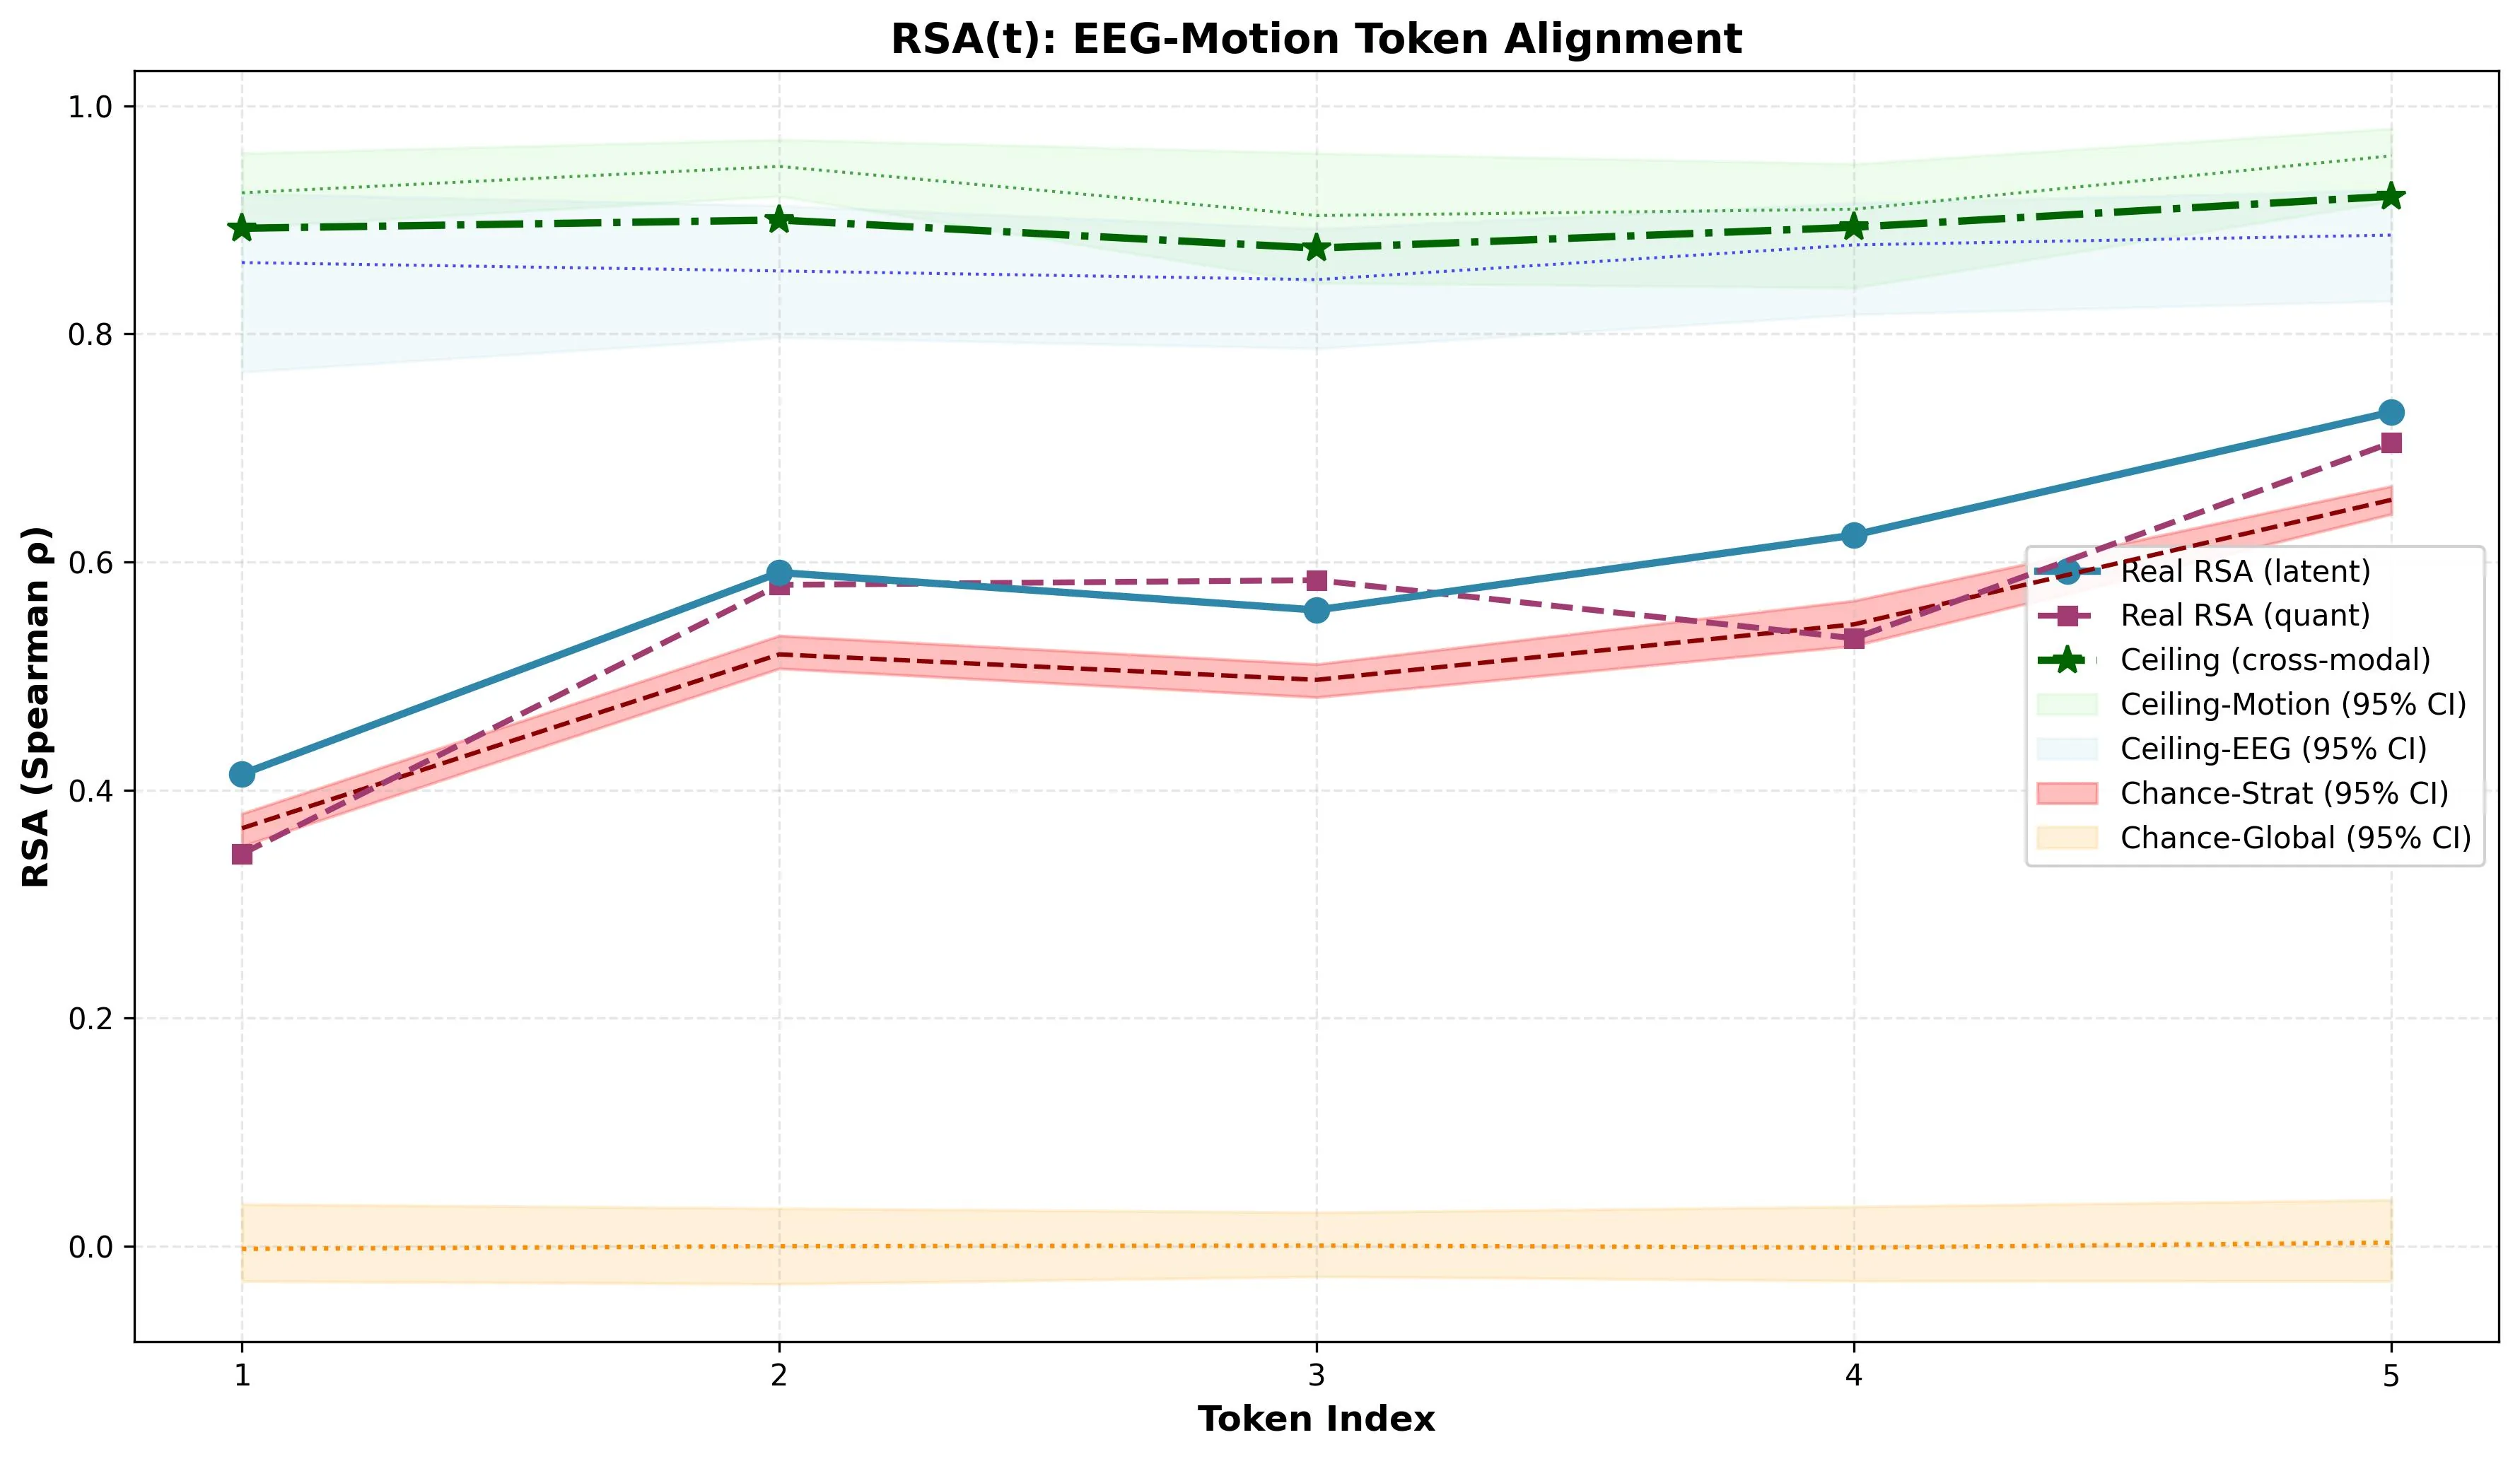 RSA(t): EEG-Motion Token Alignment
RSA (Spearman ρ)
1.0
0.8
0.6
0.4
0.2
0.0
Real RSA (latent)
Real RSA (quant)
Ceiling (cross-modal)
Ceiling-Motion (95% CI)
Ceiling-EEG (95% CI)
Chance-Strat (95% CI)
Chance-Global (95% CI)
1 2 3 4 5
Token Index